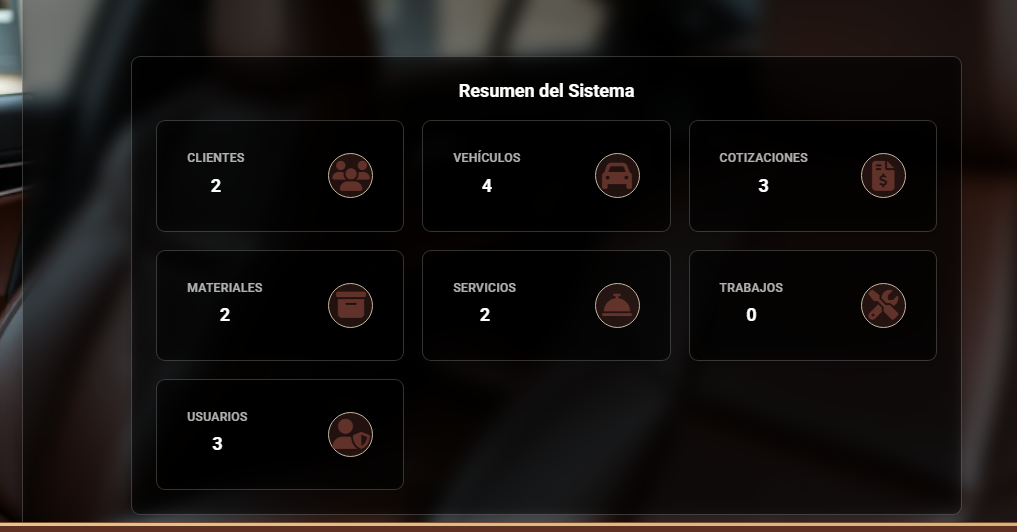 Resumen del Sistema
CLIENTES
2
VEHÍCULOS
4
COTIZACIONES
3
MATERIALES
2
SERVICIOS
2
TRABAJOS
0
USUARIOS
3